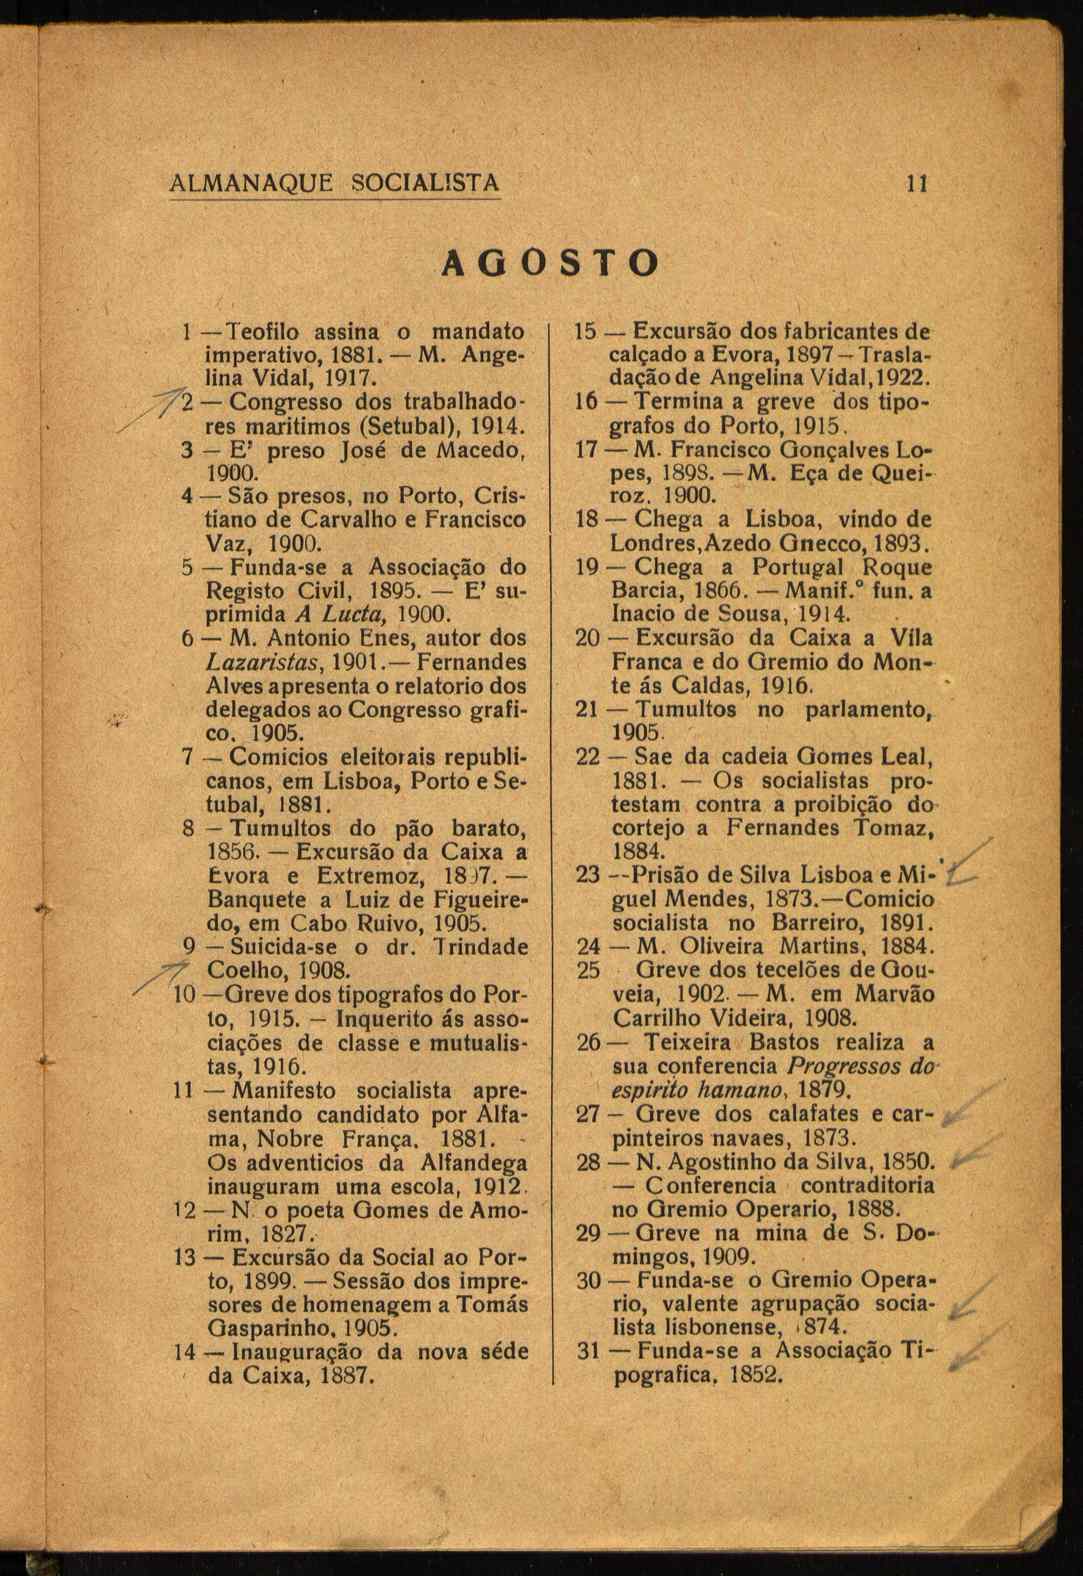 ALMANAQUE SOCIALISTA 11
AGOSTO
1 — Teofilo assina o mandato
imperativo, 1881. — M. Ange-
lina Vidal, 1917.
2 — Congresso dos trabalhado-
res maritimos (Setubal), 1914.
3 — E' preso José de Macedo,
1900.
4 — São presos, no Porto, Cris-
tiano de Carvalho e Francisco
Vaz, 1900.
5 — Funda-se a Associação do
Registo Civil, 1895. — E' su-
primida A Lucta, 1900.
6 — M. Antonio Enes, autor dos
Lazaristas, 1901. — Fernandes
Alves apresenta o relatorio dos
delegados ao Congresso grafi-
co, 1905.
7 — Comicios eleitorais republi-
canos, em Lisboa, Porto e Se-
tubal, 1881.
8 — Tumultos do pão barato,
1856. — Excursão da Caixa a
Evora e Extremoz, 18 7. —
Banquete a Luiz de Figueire-
do, em Cabo Ruivo, 1905.
9 — Suicida-se o dr. Trindade
Coelho, 1908.
10 — Greve dos tipografos do Por-
to, 1915. — Inquerito ás asso-
ciações de classe e mutualis-
tas, 1916.
11 — Manifesto socialista apre-
sentando candidato por Alfa-
ma, Nobre França, 1881. -
Os adventicios da Alfandega
inauguram uma escola, 1912.
12 — N. o poeta Gomes de Amo-
rim, 1827.
13 — Excursão da Social ao Por-
to, 1899. — Sessão dos impre-
sores de homenagem a Tomás
Gasparinho, 1905.
14 — Inauguração da nova séde
da Caixa, 1887.
15 — Excursão dos fabricantes de
calçado a Evora, 1897 — Trasla-
dação de Angelina Vidal, 1922.
16 — Termina a greve dos tipo-
grafos do Porto, 1915.
17 — M. Francisco Gonçalves Lo-
pes, 1898. — M. Eça de Quei-
roz, 1900.
18 — Chega a Lisboa, vindo de
Londres, Azedo Gnecco, 1893.
19 — Chega a Portugal Roque
Barcia, 1866. — Manif.º fun. a
Inacio de Sousa, 1914.
20 — Excursão da Caixa a Vila
Franca e do Gremio do Mon-
te ás Caldas, 1916.
21 — Tumultos no parlamento,
1905.
22 — Sae da cadeia Gomes Leal,
1881. — Os socialistas pro-
testam contra a proibição do
cortejo a Fernandes Tomaz,
1884.
23 -- Prisão de Silva Lisboa e Mi-
guel Mendes, 1873. — Comicio
socialista no Barreiro, 1891.
24 — M. Oliveira Martins, 1884.
25 Greve dos tecelões de Gou-
veia, 1902. — M. em Marvão
Carrilho Videira, 1908.
26 — Teixeira Bastos realiza a
sua conferencia Progressos do
espirito hamano, 1879.
27 — Greve dos calafates e car-
pinteiros navaes, 1873.
28 — N. Agostinho da Silva, 1850.
— Conferencia contraditoria
no Gremio Operario, 1888.
29 — Greve na mina de S. Do-
mingos, 1909.
30 — Funda-se o Gremio Opera-
rio, valente agrupação socia-
lista lisbonense, 1874.
31 — Funda-se a Associação Ti-
pografica, 1852.